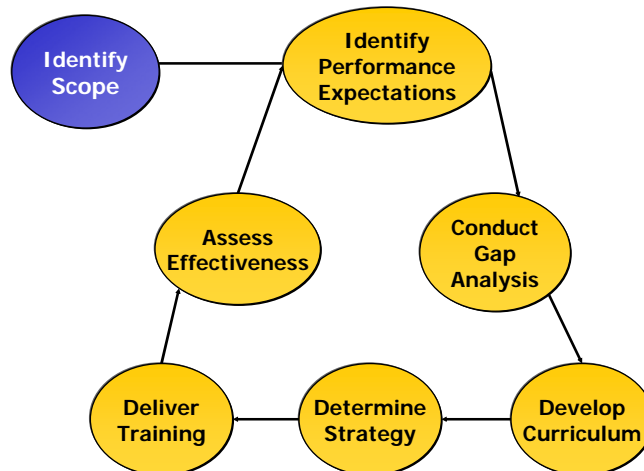 Identify
Scope
Identify
Performance
Expectations
Conduct
Gap
Analysis
Develop
Curriculum
Determine
Strategy
Deliver
Training
Assess
Effectiveness